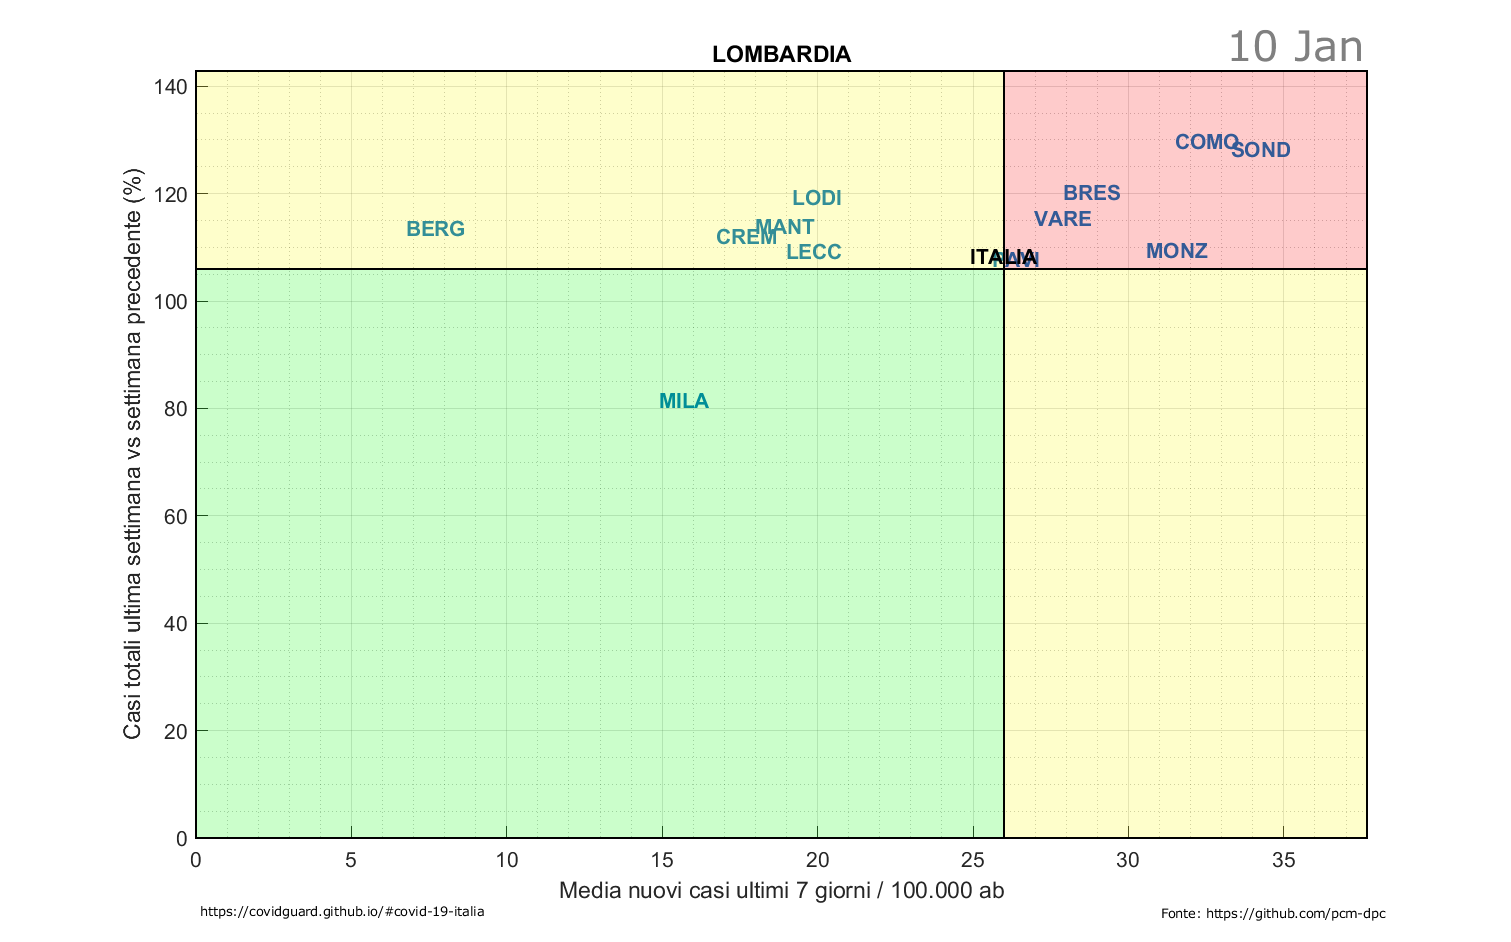 10 Jan
LOMBARDIA
140
120
100
80
60
40
20
0
Casi totali ultima settimana vs settimana precedente (%)
COMO
SOND
BRES
LODI
VARE
MANT
BERG
CREM
MONZ
LECC
ITALIA
PAVI
MILA
0 5 10 15 20 25 30 35
Media nuovi casi ultimi 7 giorni / 100.000 ab
https://covidguard.github.io/#covid-19-italia
Fonte: https://github.com/pcm-dpc